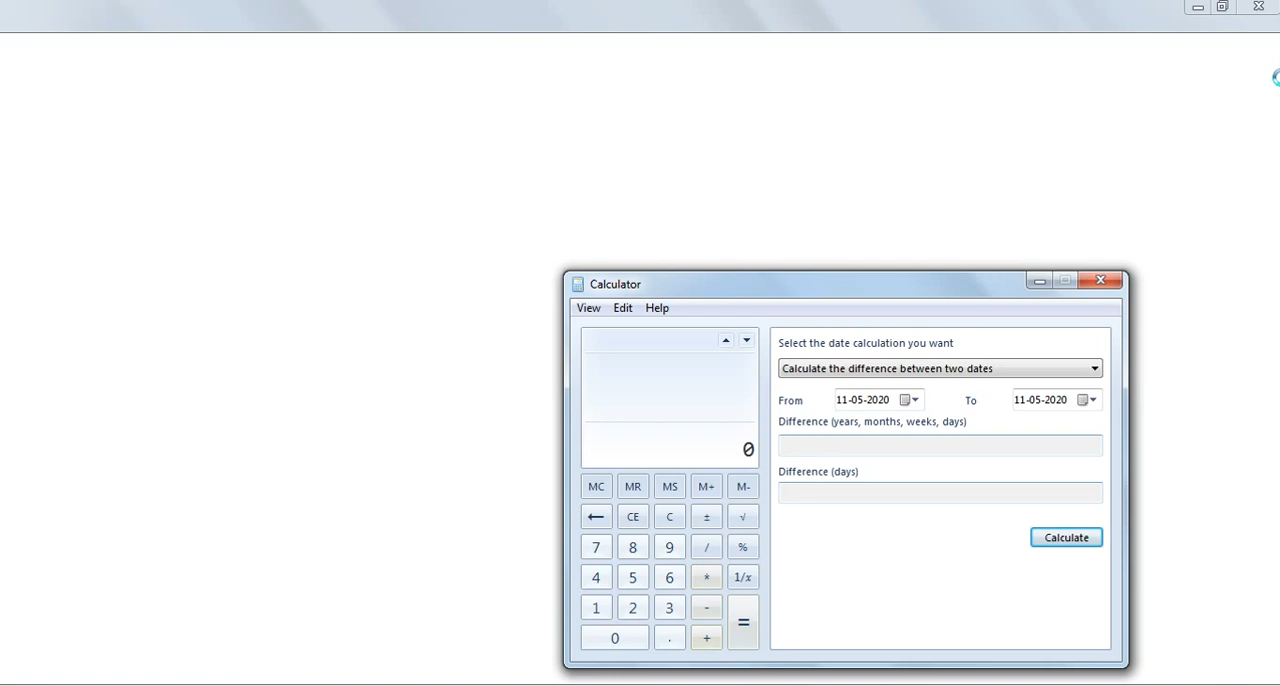 Calculator
View Edit Help
0
MC MR MS M+ M-
← CE C ± √
7 8 9 / %
4 5 6 * 1/x
1 2 3 - =
0 . +
Select the date calculation you want
Calculate the difference between two dates
From 11-05-2020 To 11-05-2020
Difference (years, months, weeks, days)
Difference (days)
Calculate